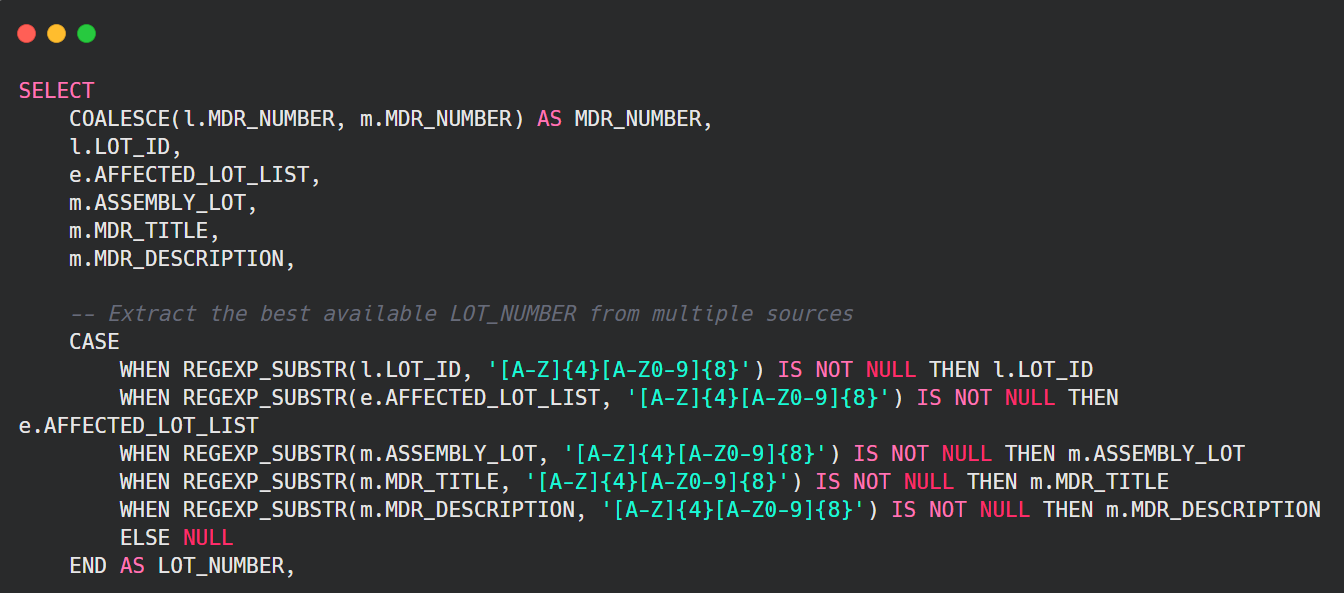 SELECT
    COALESCE(l.MDR_NUMBER, m.MDR_NUMBER) AS MDR_NUMBER,
    l.LOT_ID,
    e.AFFECTED_LOT_LIST,
    m.ASSEMBLY_LOT,
    m.MDR_TITLE,
    m.MDR_DESCRIPTION,

    -- Extract the best available LOT_NUMBER from multiple sources
    CASE
        WHEN REGEXP_SUBSTR(l.LOT_ID, '[A-Z]{4}[A-Z0-9]{8}') IS NOT NULL THEN l.LOT_ID
        WHEN REGEXP_SUBSTR(e.AFFECTED_LOT_LIST, '[A-Z]{4}[A-Z0-9]{8}') IS NOT NULL THEN
e.AFFECTED_LOT_LIST
        WHEN REGEXP_SUBSTR(m.ASSEMBLY_LOT, '[A-Z]{4}[A-Z0-9]{8}') IS NOT NULL THEN m.ASSEMBLY_LOT
        WHEN REGEXP_SUBSTR(m.MDR_TITLE, '[A-Z]{4}[A-Z0-9]{8}') IS NOT NULL THEN m.MDR_TITLE
        WHEN REGEXP_SUBSTR(m.MDR_DESCRIPTION, '[A-Z]{4}[A-Z0-9]{8}') IS NOT NULL THEN m.MDR_DESCRIPTION
        ELSE NULL
    END AS LOT_NUMBER,